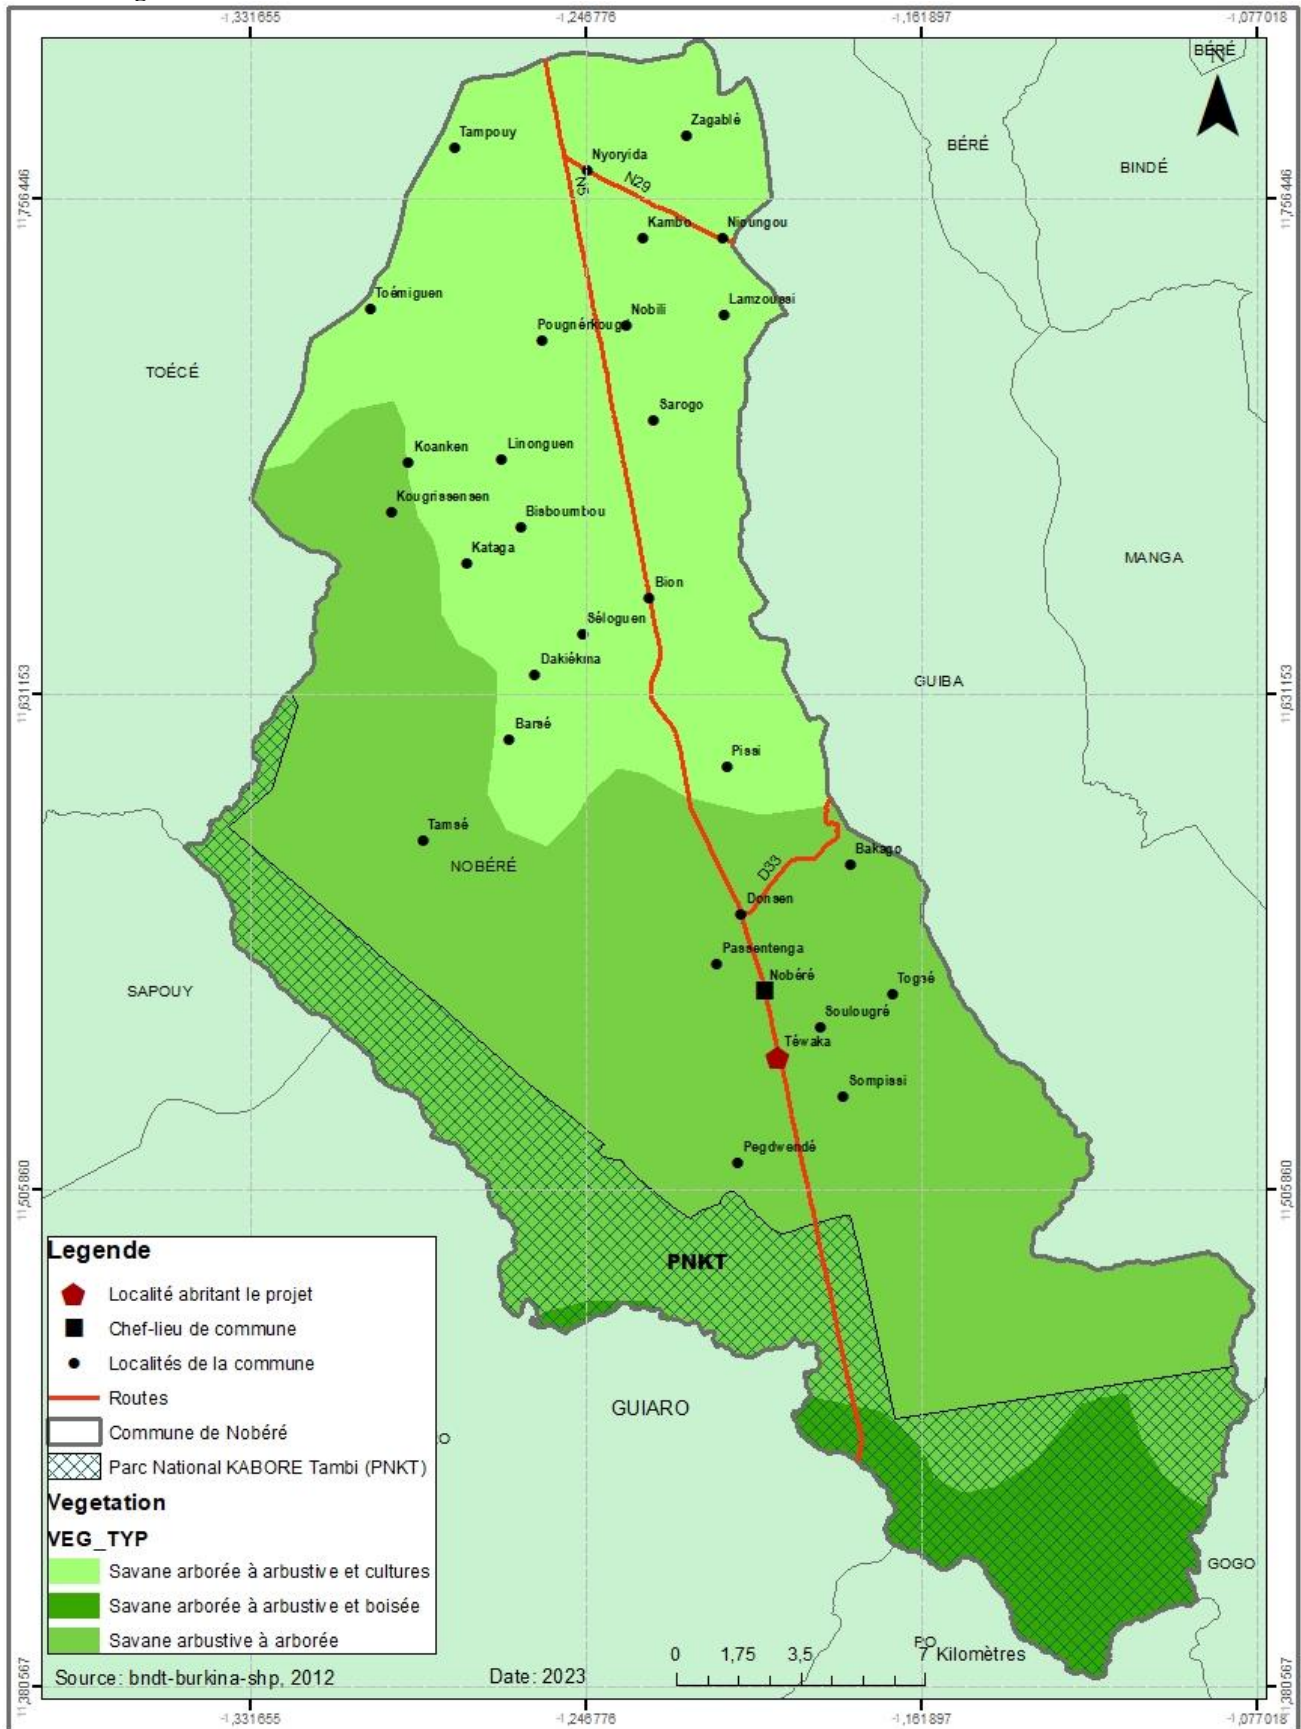 -1,331655
-1,246776
-1,161897
-1,077018
BÉRÉ
N
Zagablé
Tampouy
BÉRÉ
BINDÉ
Nyoryida
N5
N29
11,756446
11,756446
Kambo
Nioungou
Toémiguen
Lamzoussi
Nobili
Pougnérkougr
TOÉCÉ
Sarogo
Koanken
Linonguen
Kougrissensen
Bisboumbou
Kataga
MANGA
Bion
Séloguen
Dakiékma
GUIBA
11,631153
11,631153
Barsé
Pissi
Tamsé
NOBÉRÉ
D33
Bakago
Donsen
Passentenga
Nobéré
Togsé
SAPOUY
Soulougré
Téwaka
Sompissi
Pegdwendé
11,505860
11,505860
PNKT
GUIARO
O
GOGO
PO
Legende
Localité abritant le projet
Chef-lieu de commune
Localités de la commune
Routes
Commune de Nobéré
Parc National KABORE Tambi (PNKT)
Vegetation
VEG_TYP
Savane arborée à arbustive et cultures
Savane arborée à arbustive et boisée
Savane arbustive à arborée
0 1,75 3,5 7 Kilomètres
Source: bndt-burkina-shp, 2012
Date: 2023
11,380567
11,380567
-1,331655
-1,246776
-1,161897
-1,077018